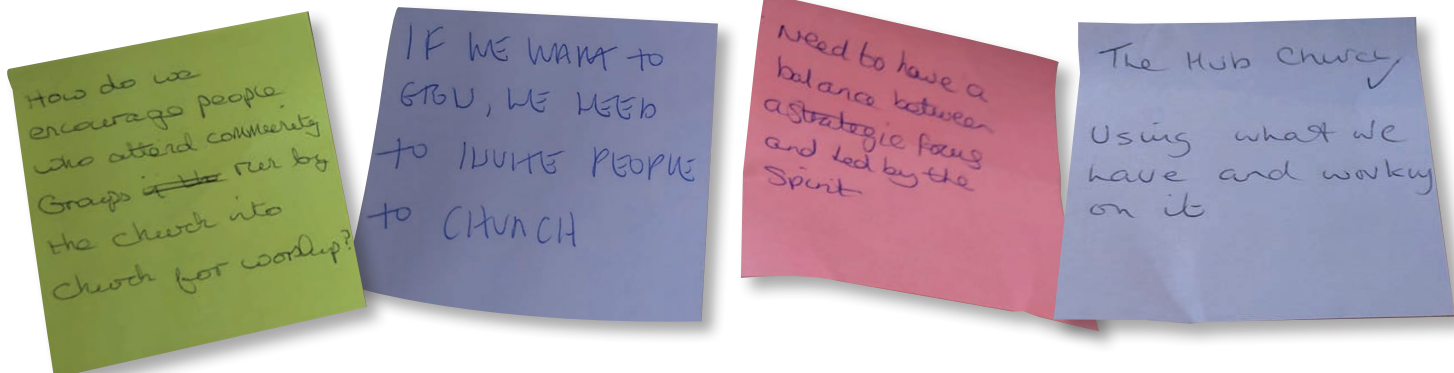 How do we
encourage people
who attend community
Groups run by
the church into
church for worship?
IF WE WANT TO
GROW, WE NEED
TO INVITE PEOPLE
TO CHURCH
Need to have a
balance between
a strategic focus
and led by the
Spirit
The Hub Church
Using what we
have and working
on it